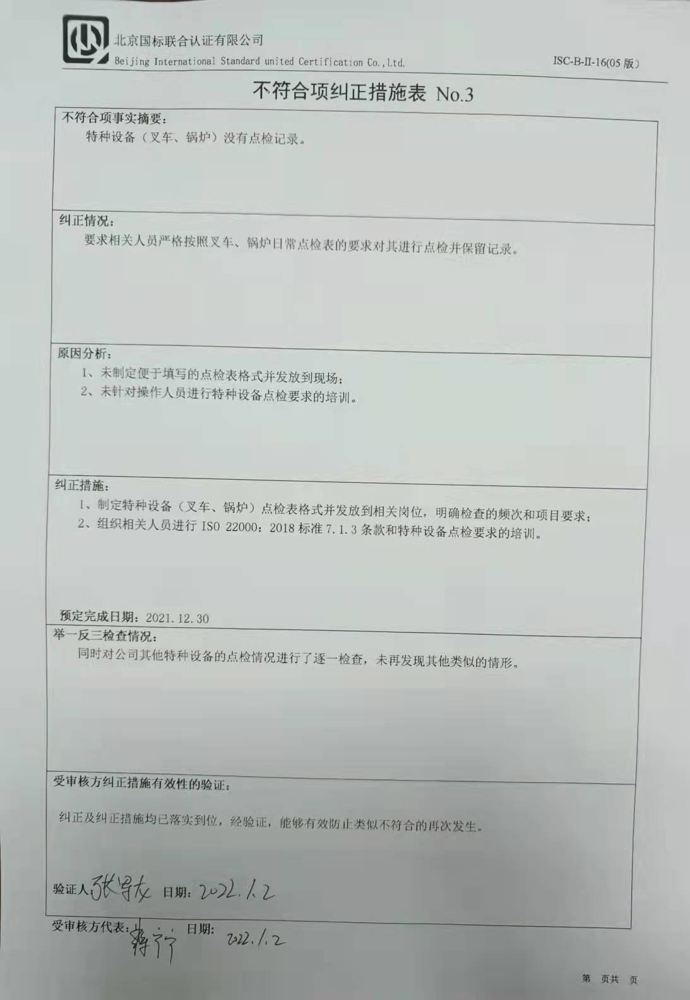 北京国标联合认证有限公司
Beijing International Standard united Certification Co.,Ltd.
ISC-B-II-16(05 版)
不符合项纠正措施表 No.3
不符合项事实摘要：
特种设备（叉车、锅炉）没有点检记录。
纠正情况：
要求相关人员严格按照叉车、锅炉日常点检表的要求对其进行点检并保留记录。
原因分析：
1、未制定便于填写的点检表格式并发放到现场；
2、未针对操作人员进行特种设备点检要求的培训。
纠正措施：
1、制定特种设备（叉车、锅炉）点检表格式并发放到相关岗位，明确检查的频次和项目要求；
2、组织相关人员进行 ISO 22000：2018 标准 7.1.3 条款和特种设备点检要求的培训。
预定完成日期：2021.12.30
举一反三检查情况：
同时对公司其他特种设备的点检情况进行了逐一检查，未再发现其他类似的情形。
受审核方纠正措施有效性的验证：
纠正及纠正措施均已落实到位，经验证，能够有效防止类似不符合的再次发生。
验证人：张 日期：2022.1.2
受审核方代表：蒋宁宁 日期：2022.1.2
第 页共 页